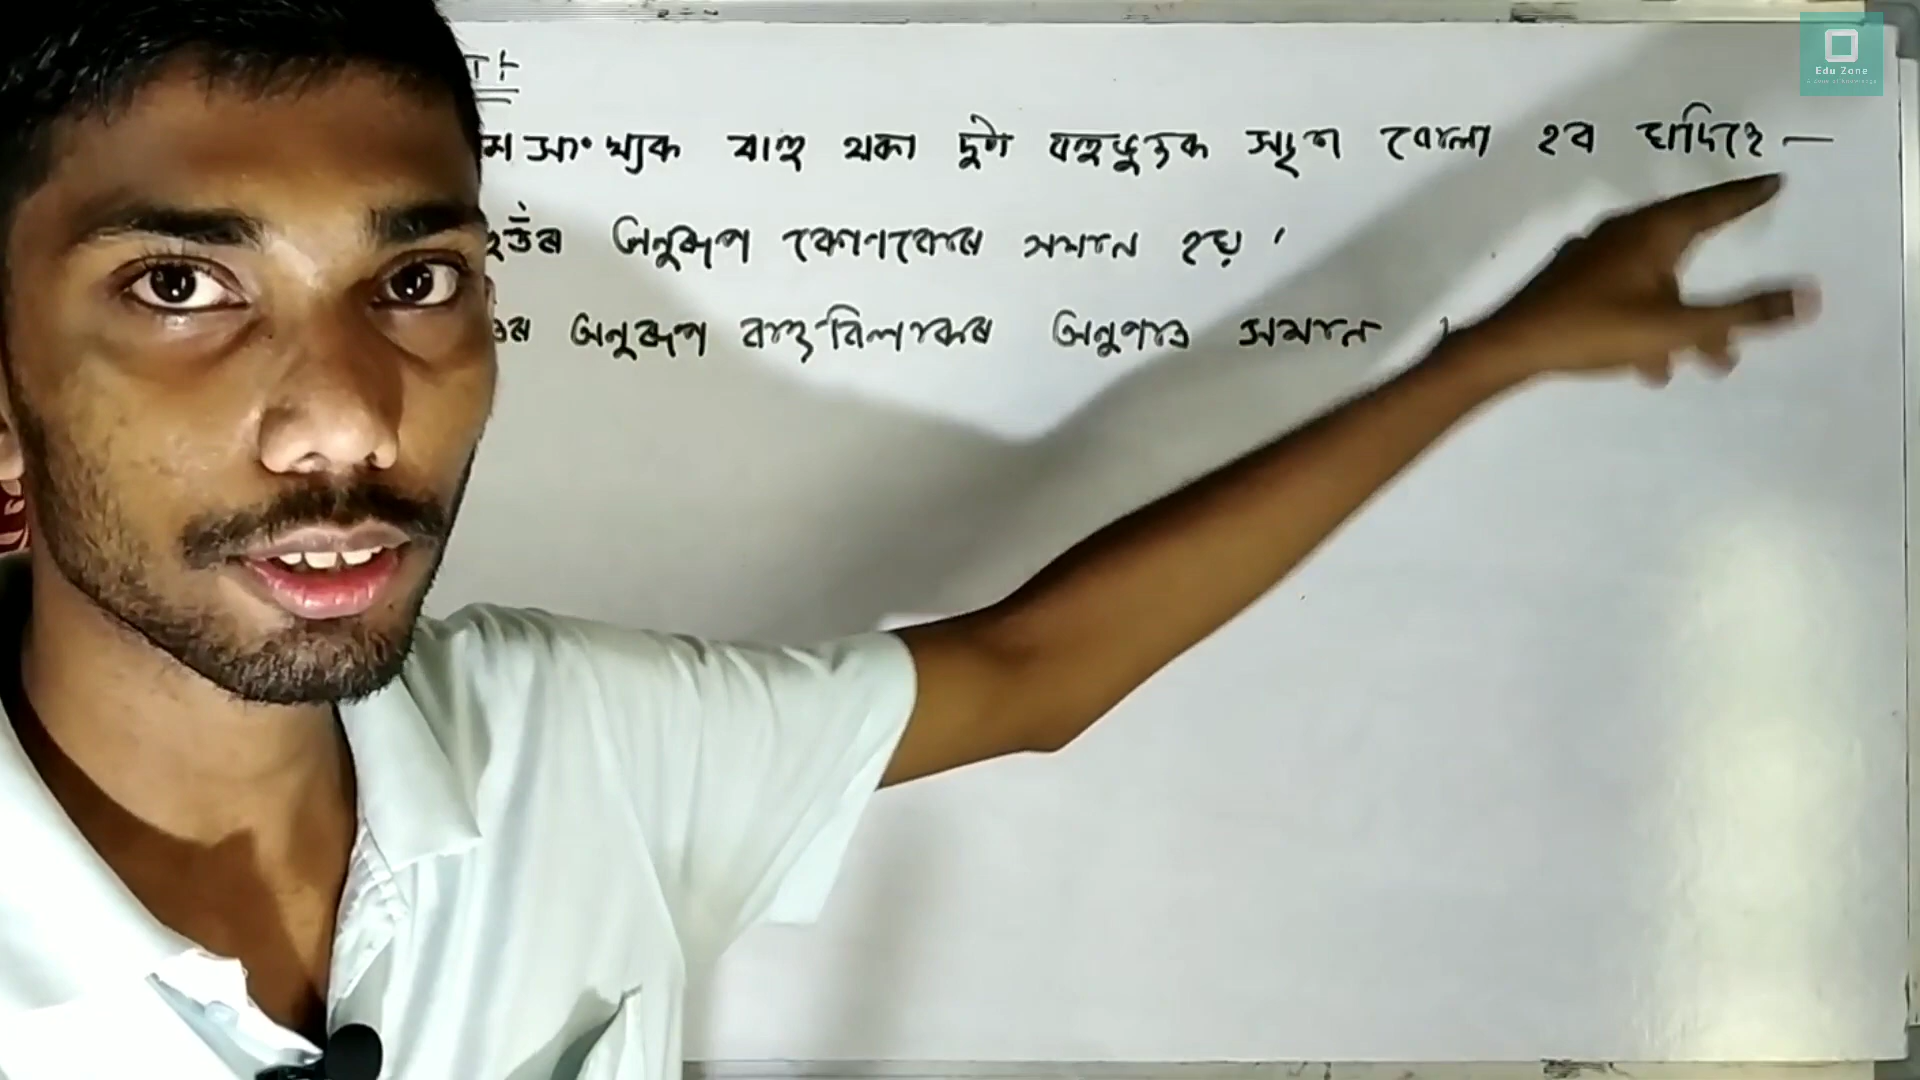 সাংখ্যক বাহু থকা দুটা বহুভুজক সদৃশ বোলা হব যদিহে —
অনুৰূপ কোণবোৰ সমান হয় ।
অনুৰূপ বাহুবিলাকৰ অনুপাত সমান
Edu Zone